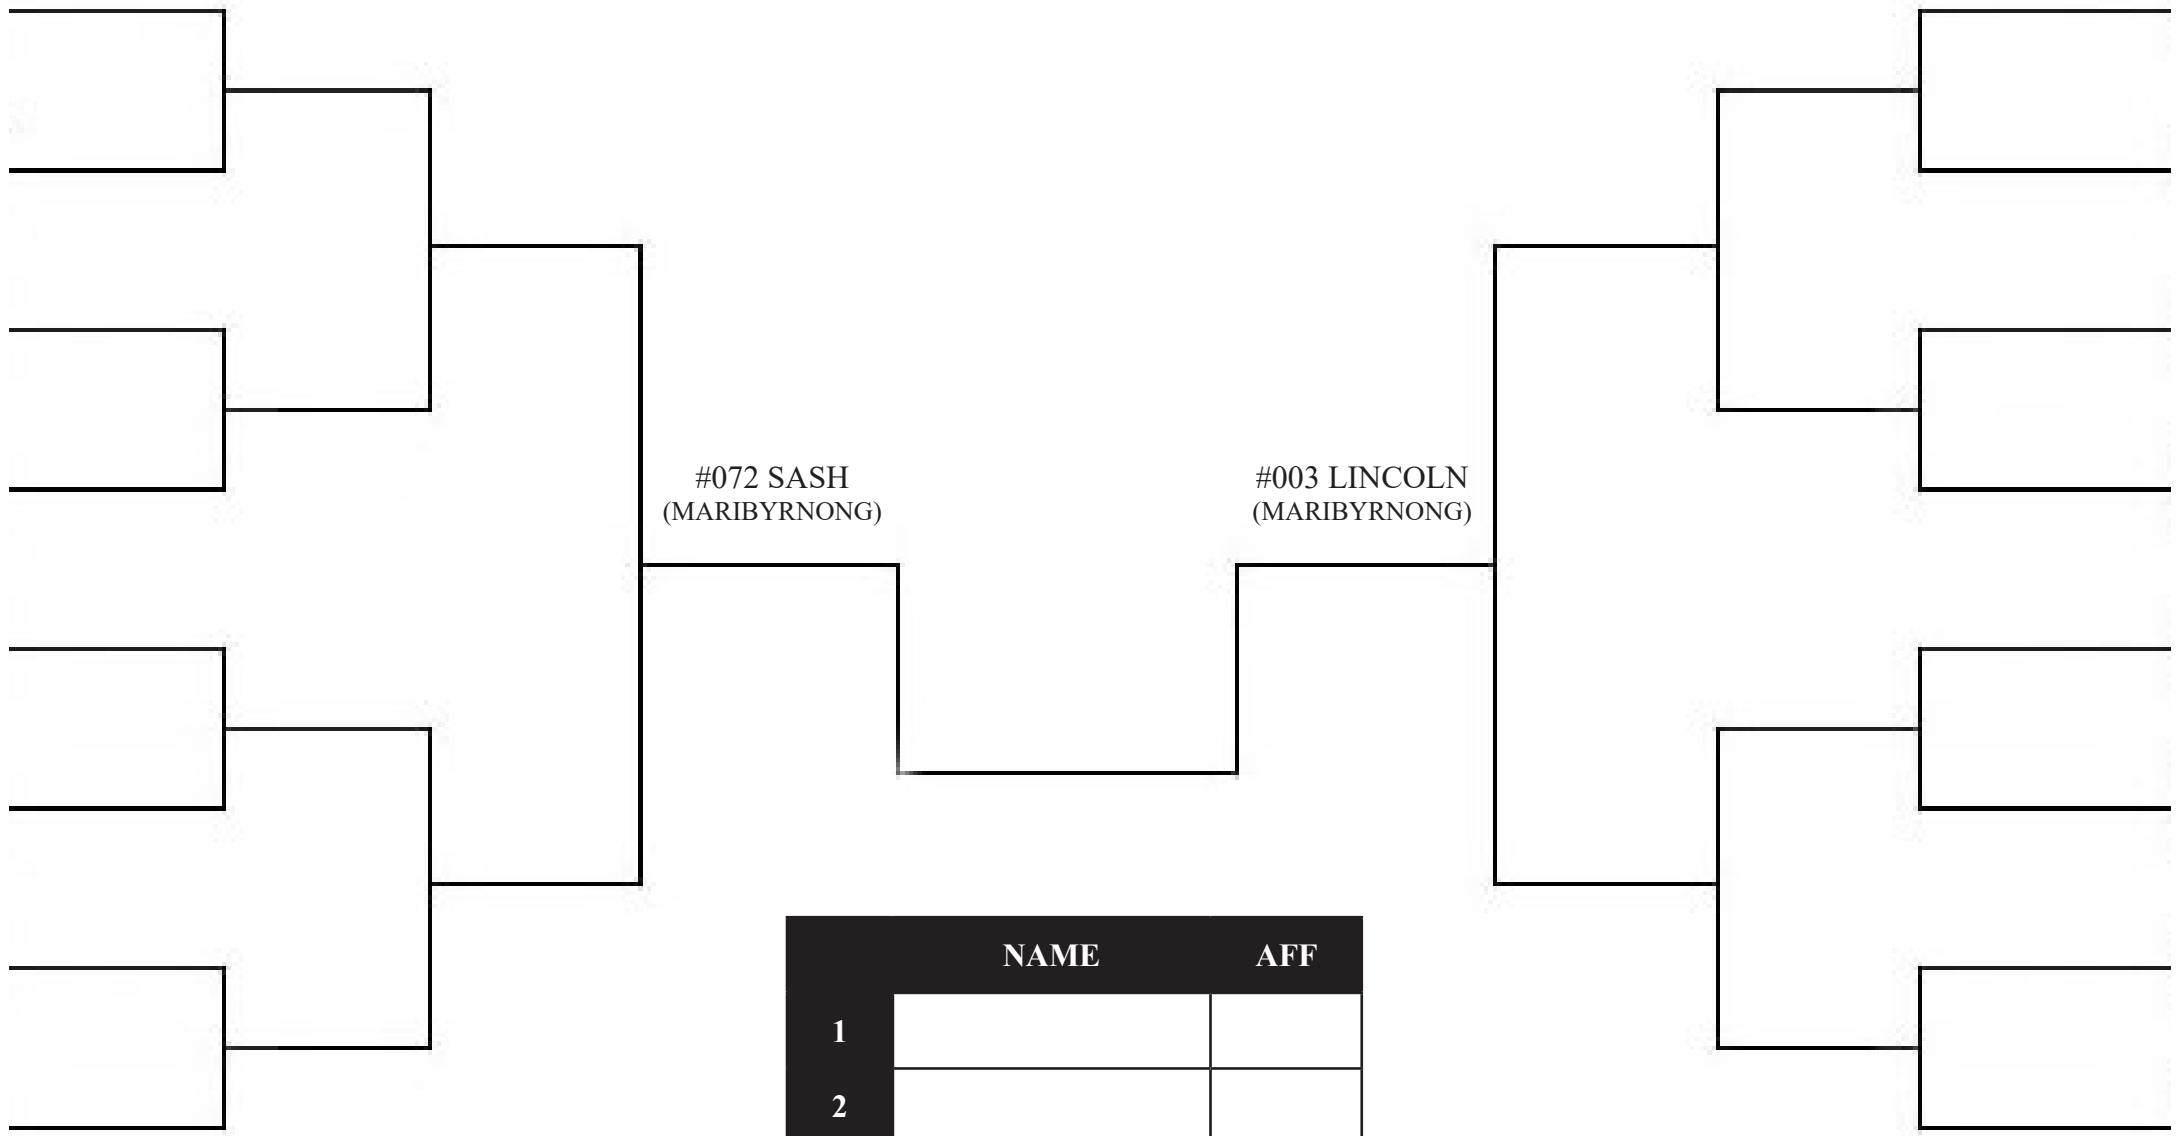 #072 SASH
(MARIBYRNONG)
#003 LINCOLN
(MARIBYRNONG)
NAME AFF
1
2